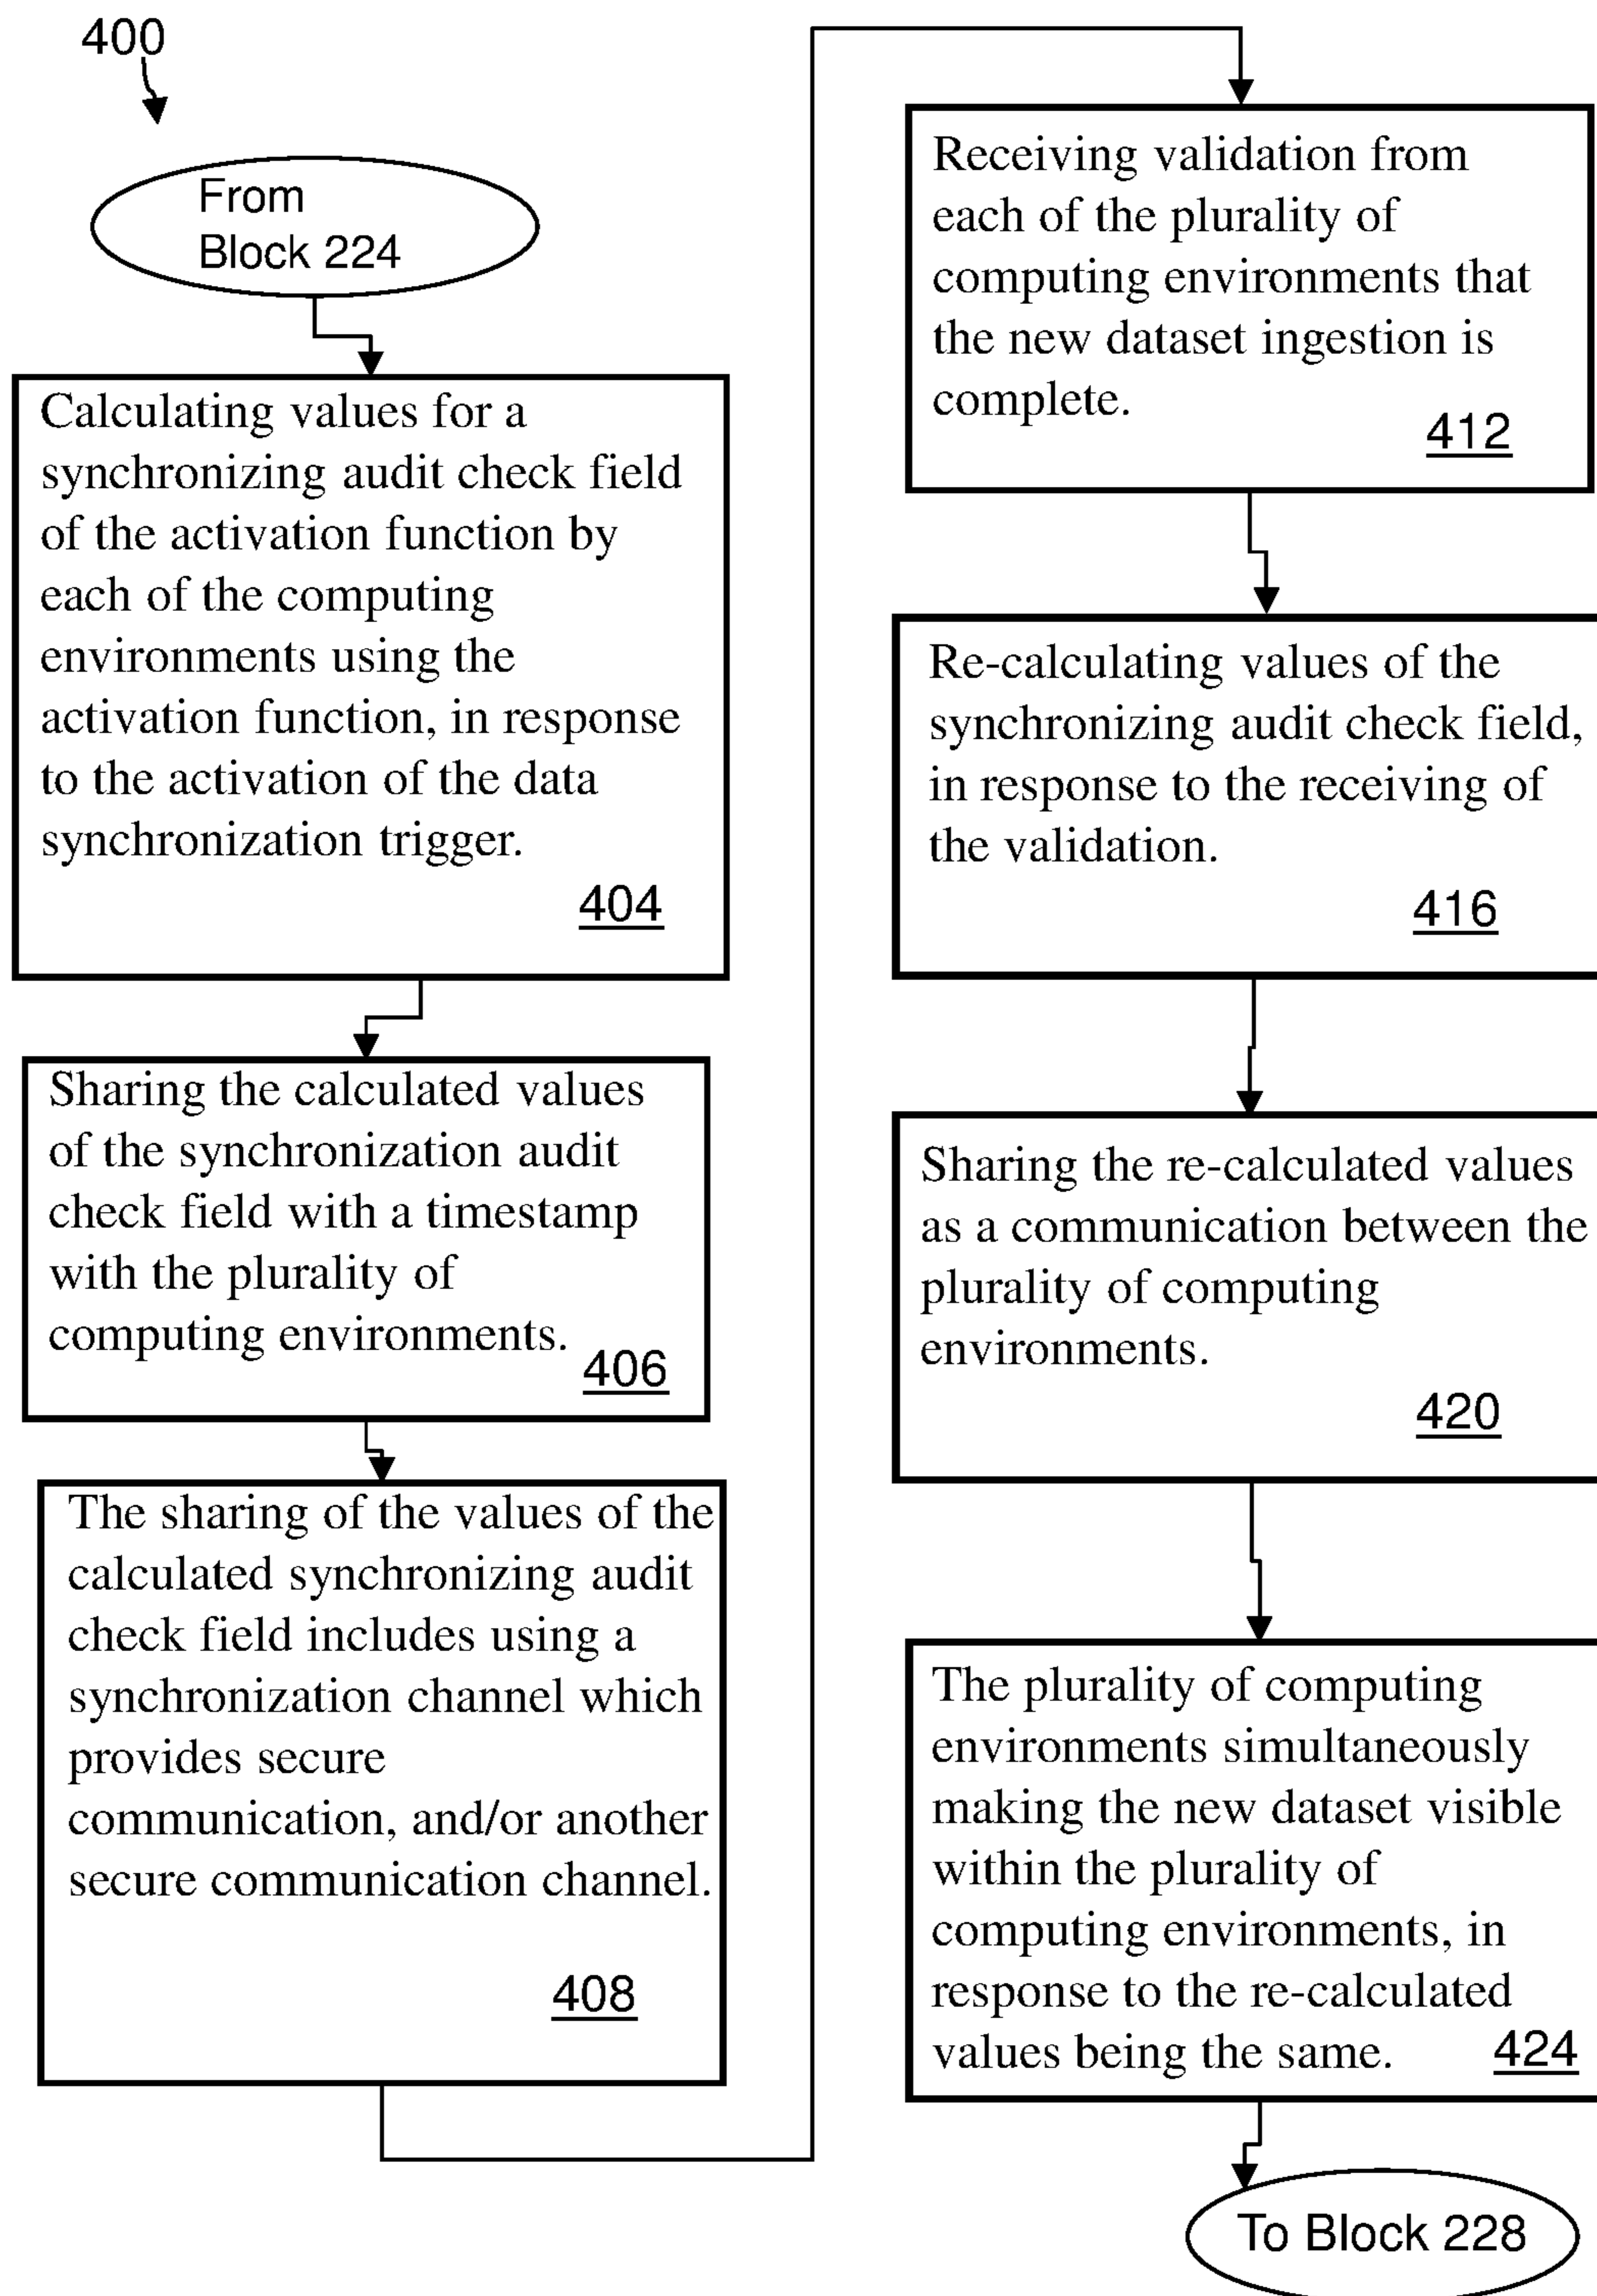 400
From
Block 224
Calculating values for a
synchronizing audit check field
of the activation function by
each of the computing
environments using the
activation function, in response
to the activation of the data
synchronization trigger.
404
Sharing the calculated values
of the synchronization audit
check field with a timestamp
with the plurality of
computing environments.
406
The sharing of the values of the
calculated synchronizing audit
check field includes using a
synchronization channel which
provides secure
communication, and/or another
secure communication channel.
408
Receiving validation from
each of the plurality of
computing environments that
the new dataset ingestion is
complete.
412
Re-calculating values of the
synchronizing audit check field,
in response to the receiving of
the validation.
416
Sharing the re-calculated values
as a communication between the
plurality of computing
environments.
420
The plurality of computing
environments simultaneously
making the new dataset visible
within the plurality of
computing environments, in
response to the re-calculated
values being the same.
424
To Block 228